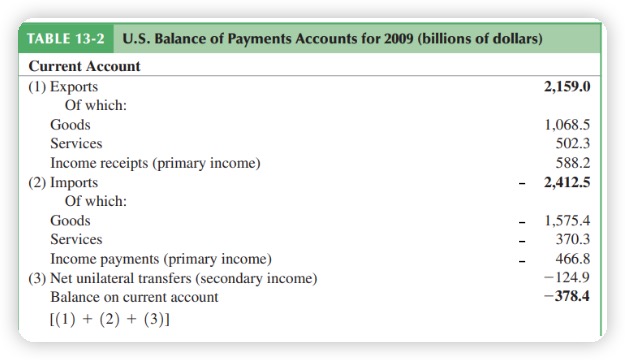 TABLE 13-2 U.S. Balance of Payments Accounts for 2009 (billions of dollars)
Current Account
(1) Exports 2,159.0
Of which:
Goods 1,068.5
Services 502.3
Income receipts (primary income) 588.2
(2) Imports - 2,412.5
Of which:
Goods - 1,575.4
Services - 370.3
Income payments (primary income) - 466.8
(3) Net unilateral transfers (secondary income) −124.9
Balance on current account −378.4
[(1) + (2) + (3)]